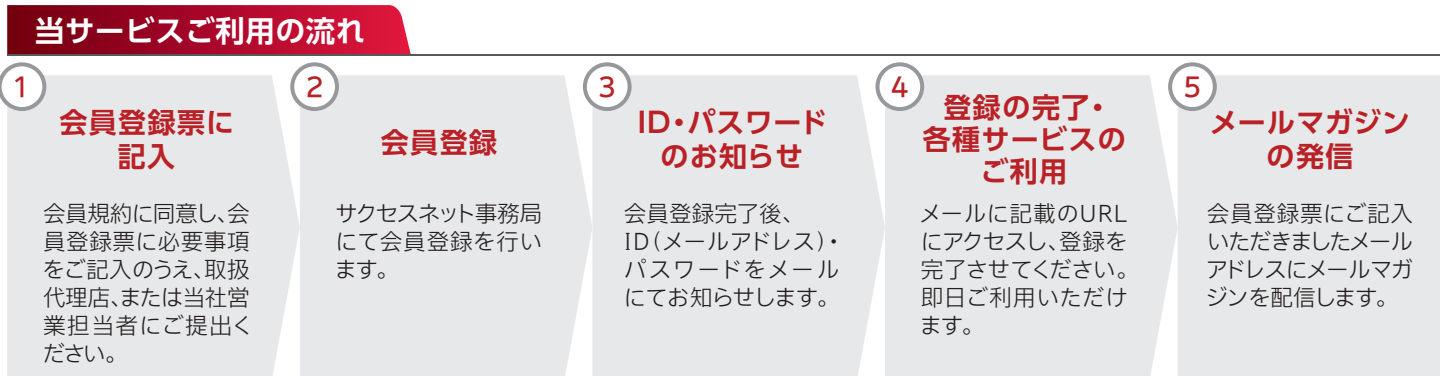 当サービスご利用の流れ
1
会員登録票に
記入
会員規約に同意し、会
員登録票に必要事項
をご記入のうえ、取扱
代理店、または当社営
業担当者にご提出く
ださい。
2
会員登録
サクセスネット事務局
にて会員登録を行い
ます。
3
ID・パスワード
のお知らせ
会員登録完了後、
ID（メールアドレス）・
パスワードをメール
にてお知らせします。
4
登録の完了・
各種サービスの
ご利用
メールに記載のURL
にアクセスし、登録を
完了させてください。
即日ご利用いただけ
ます。
5
メールマガジン
の発信
会員登録票にご記入
いただきましたメール
アドレスにメールマガ
ジンを配信します。